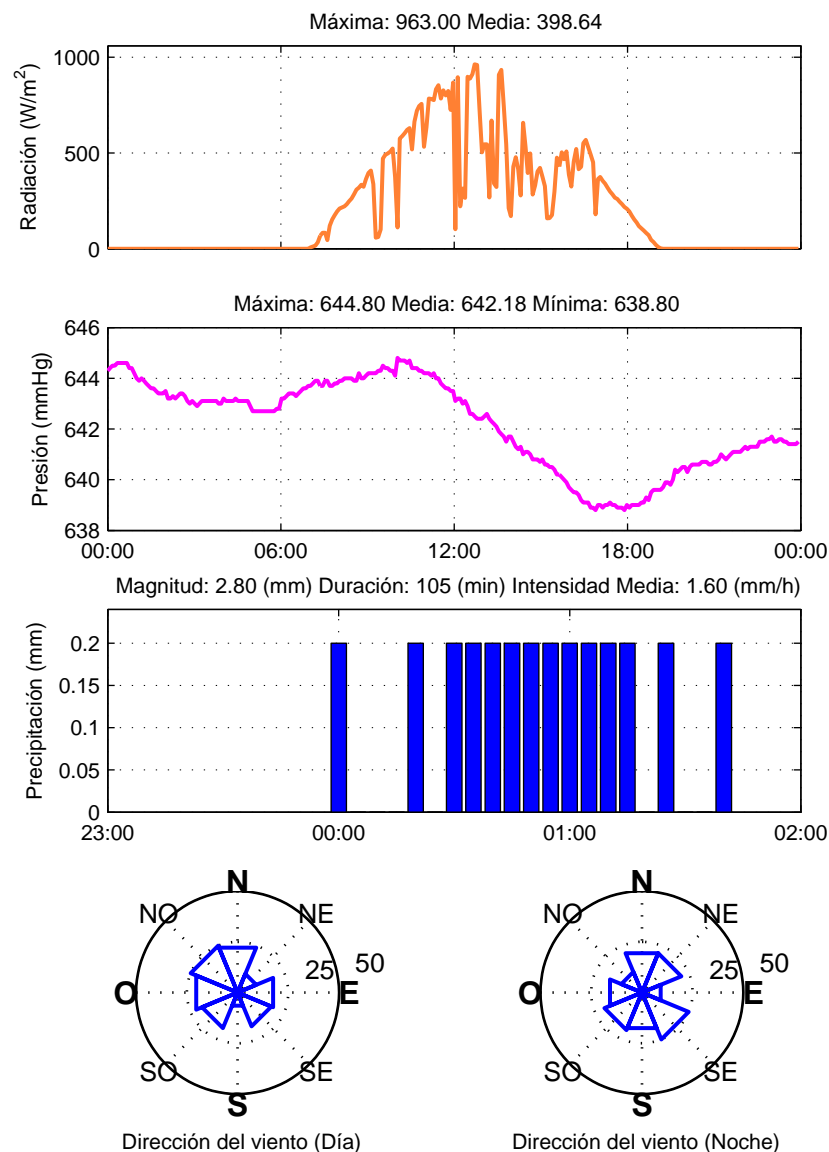 Máxima: 963.00 Media: 398.64
1000
500
0
Radiación (W/m²)
Máxima: 644.80 Media: 642.18 Mínima: 638.80
646
644
642
640
638
Presión (mmHg)
00:00 06:00 12:00 18:00 00:00
Magnitud: 2.80 (mm) Duración: 105 (min) Intensidad Media: 1.60 (mm/h)
0.2
0.15
0.1
0.05
0
Precipitación (mm)
23:00 00:00 01:00 02:00
N
NO NE
25 50
O E
SO SE
S
Dirección del viento (Día)
N
NO NE
25 50
O E
SO SE
S
Dirección del viento (Noche)